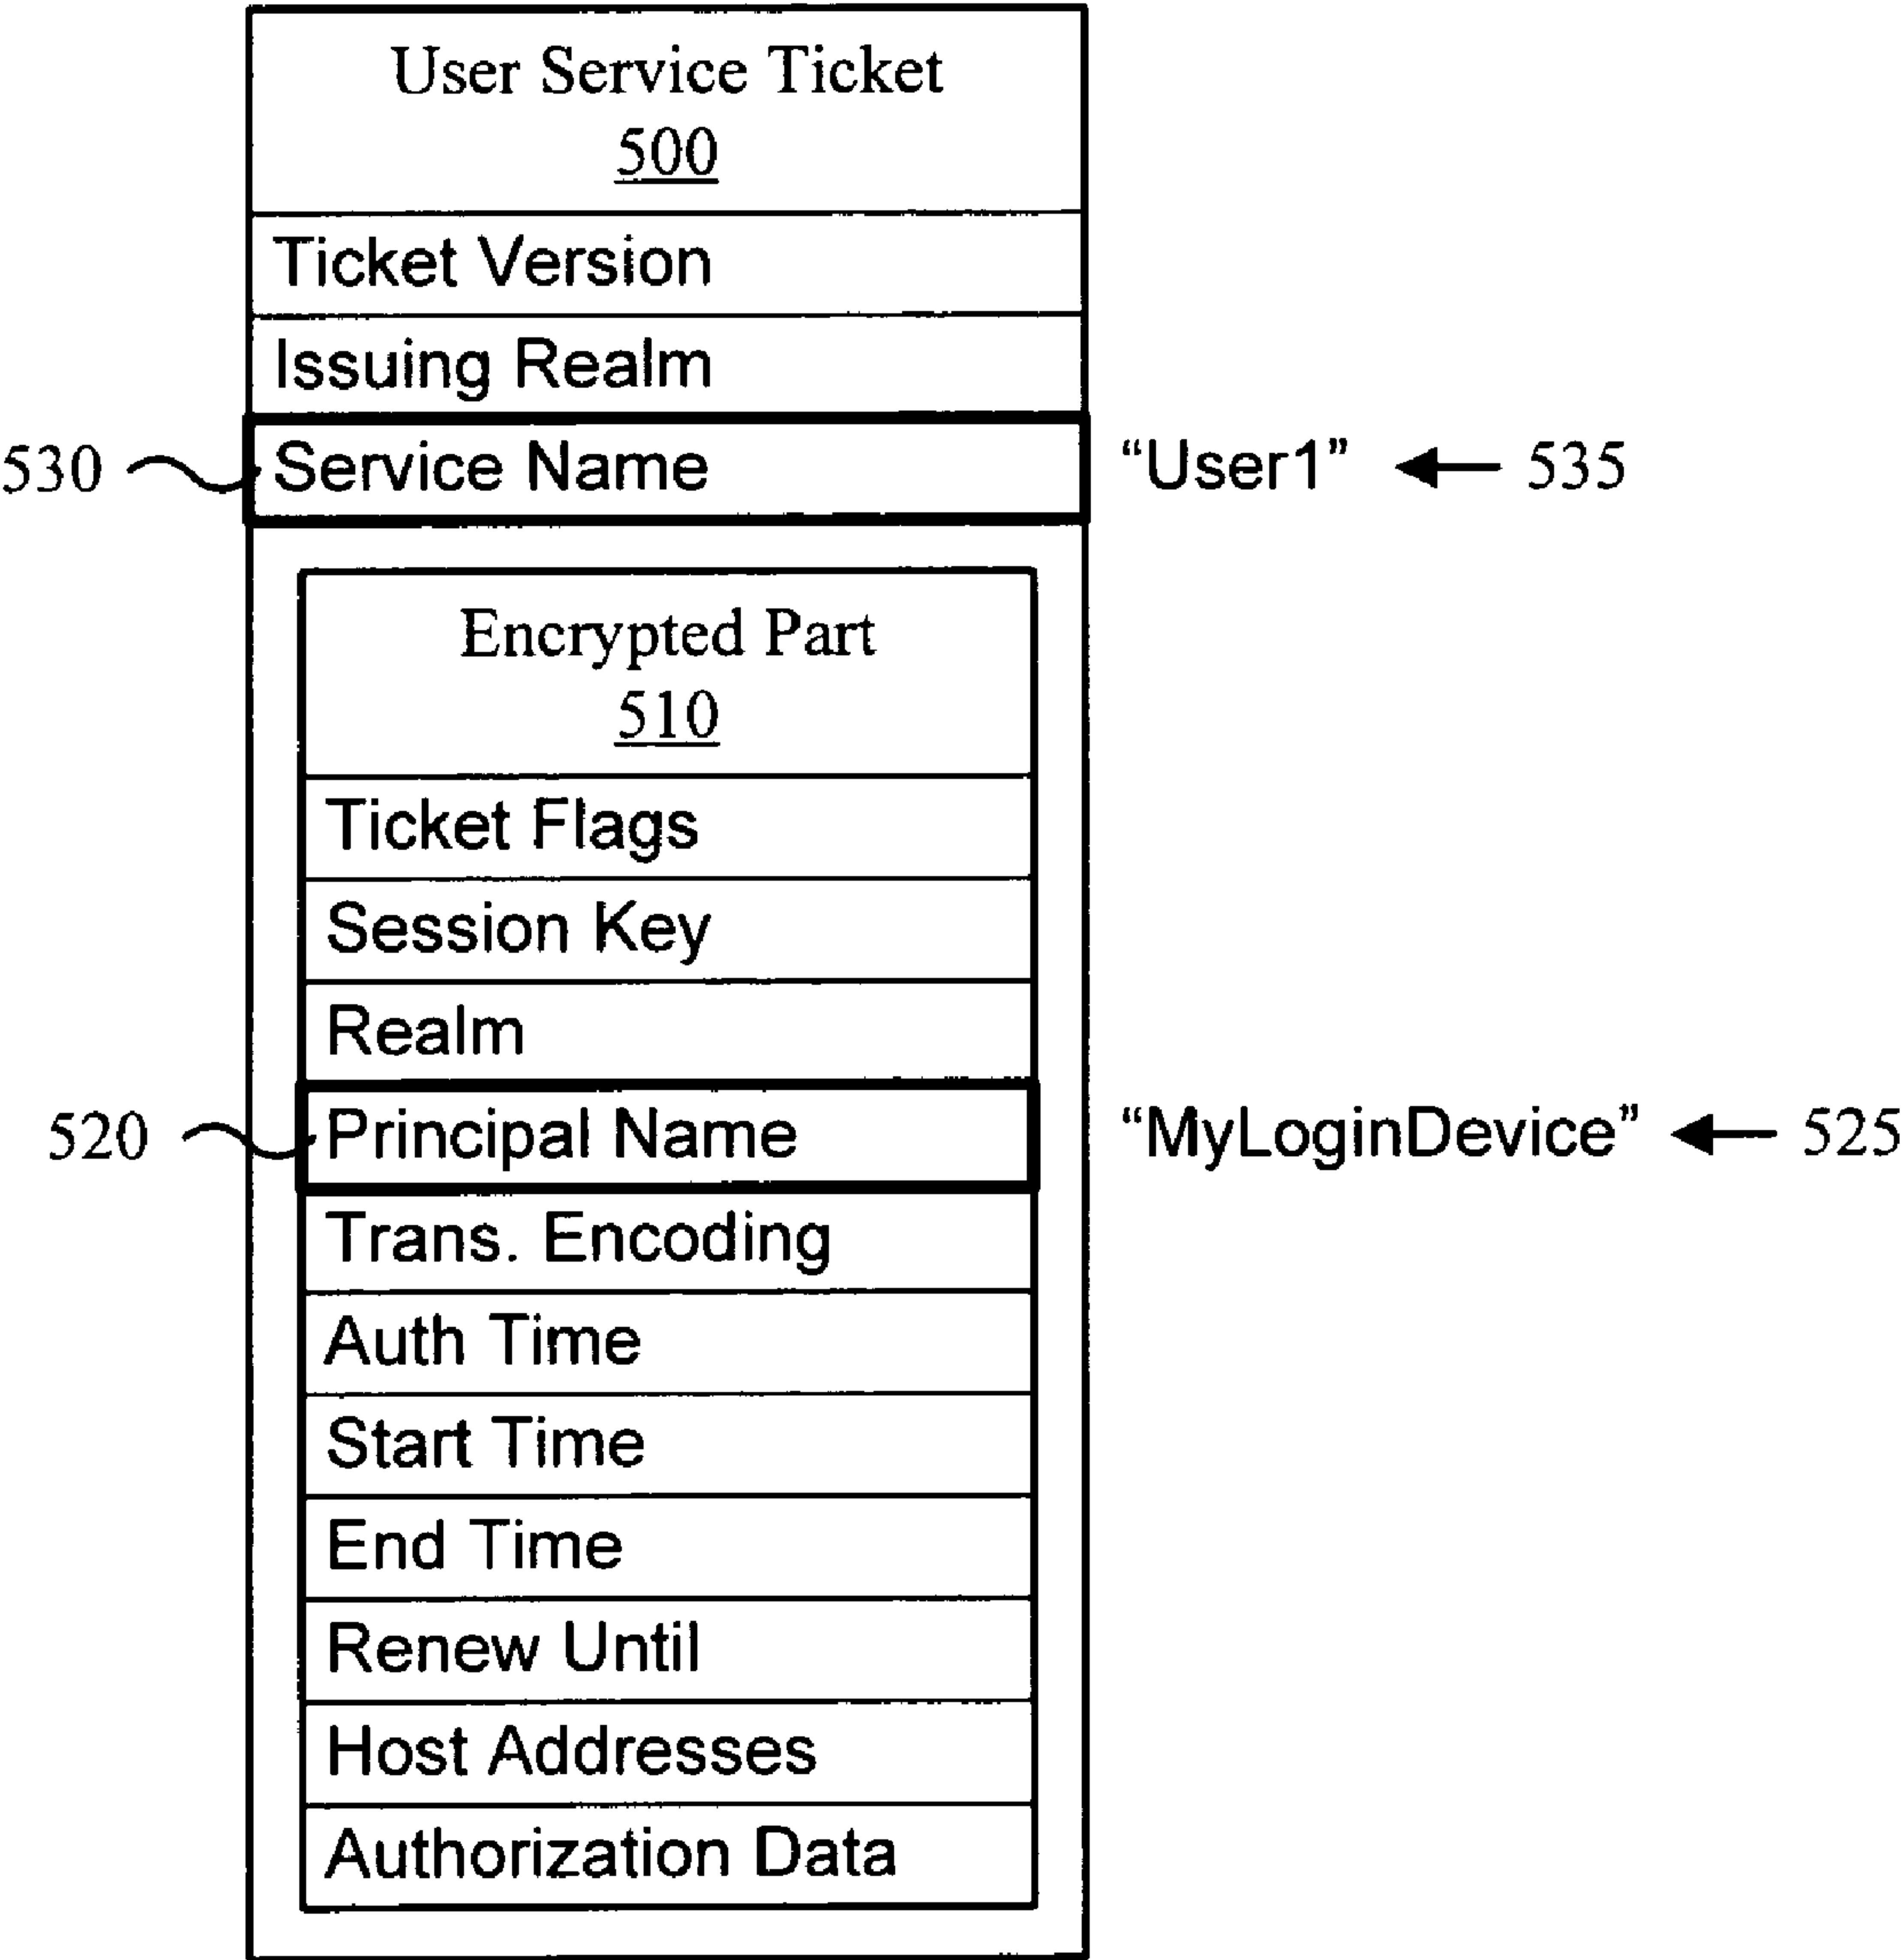 User Service Ticket
500
Ticket Version
Issuing Realm
530 Service Name “User1” 535
Encrypted Part
510
Ticket Flags
Session Key
Realm
520 Principal Name “MyLoginDevice” 525
Trans. Encoding
Auth Time
Start Time
End Time
Renew Until
Host Addresses
Authorization Data